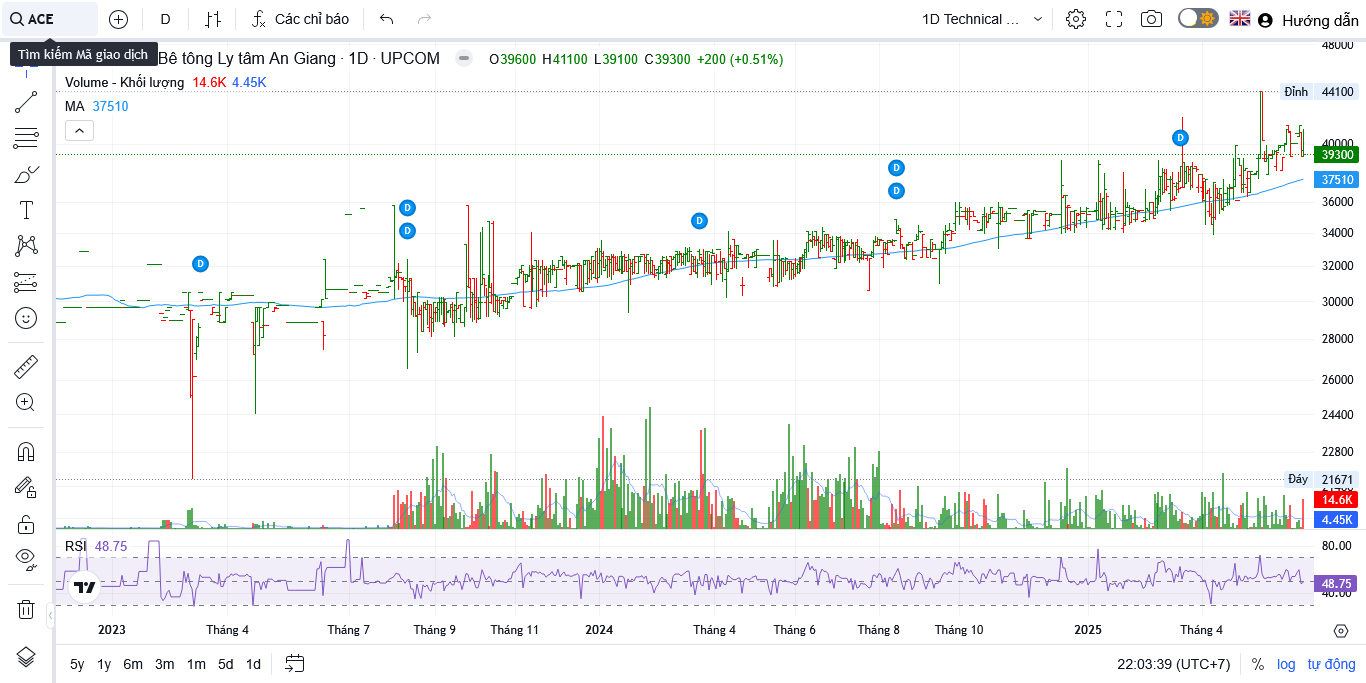 ACE
D
Các chỉ báo
1D Technical ...
Hướng dẫn
Tìm kiếm Mã giao dịch
Bê tông Ly tâm An Giang · 1D · UPCOM
O39600 H41100 L39100 C39300 +200 (+0.51%)
Volume - Khối lượng 14.6K 4.45K
MA 37510
48000
Đỉnh 44100
40000
39300
37510
36000
34000
32000
30000
28000
26000
24400
22800
Đáy 21671
14.6K
4.45K
D
D
D
D
D
D
D
RSI 48.75
80.00
48.75
40.00
2023
Tháng 4
Tháng 7
Tháng 9
Tháng 11
2024
Tháng 4
Tháng 6
Tháng 8
Tháng 10
2025
Tháng 4
5y 1y 6m 3m 1m 5d 1d
22:03:39 (UTC+7)
% log tự động